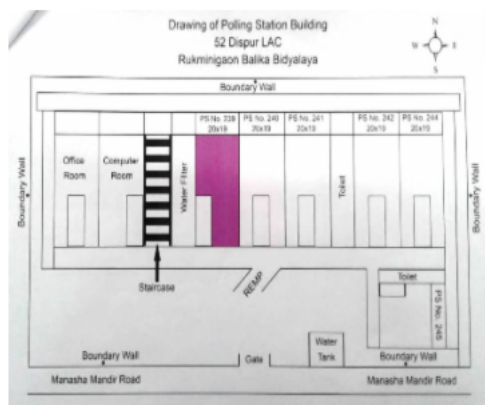 Drawing of Polling Station Building
52 Dispur LAC
Rukminigaon Balika Bidyalaya
N
W E
S
Boundary Wall
PS No. 239 PS No. 240 PS No. 241 PS No. 242 PS No. 244
20x19 20x19 20x19 20x19 20x19
Office
Room
Computer
Room
Water Filter
Toilet
Boundary Wall
Boundary Wall
Staircase
REMP
Toilet
PS No. 245
Water
Tank
Boundary Wall
Gate
Boundary Wall
Manasha Mandir Road
Manasha Mandir Road